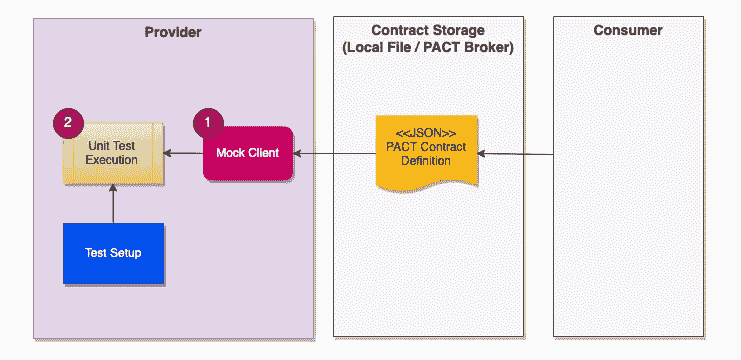 Provider
Contract Storage
(Local File / PACT Broker)
Consumer
2
1
Unit Test
Execution
Mock Client
<<JSON>>
PACT Contract
Definition
Test Setup